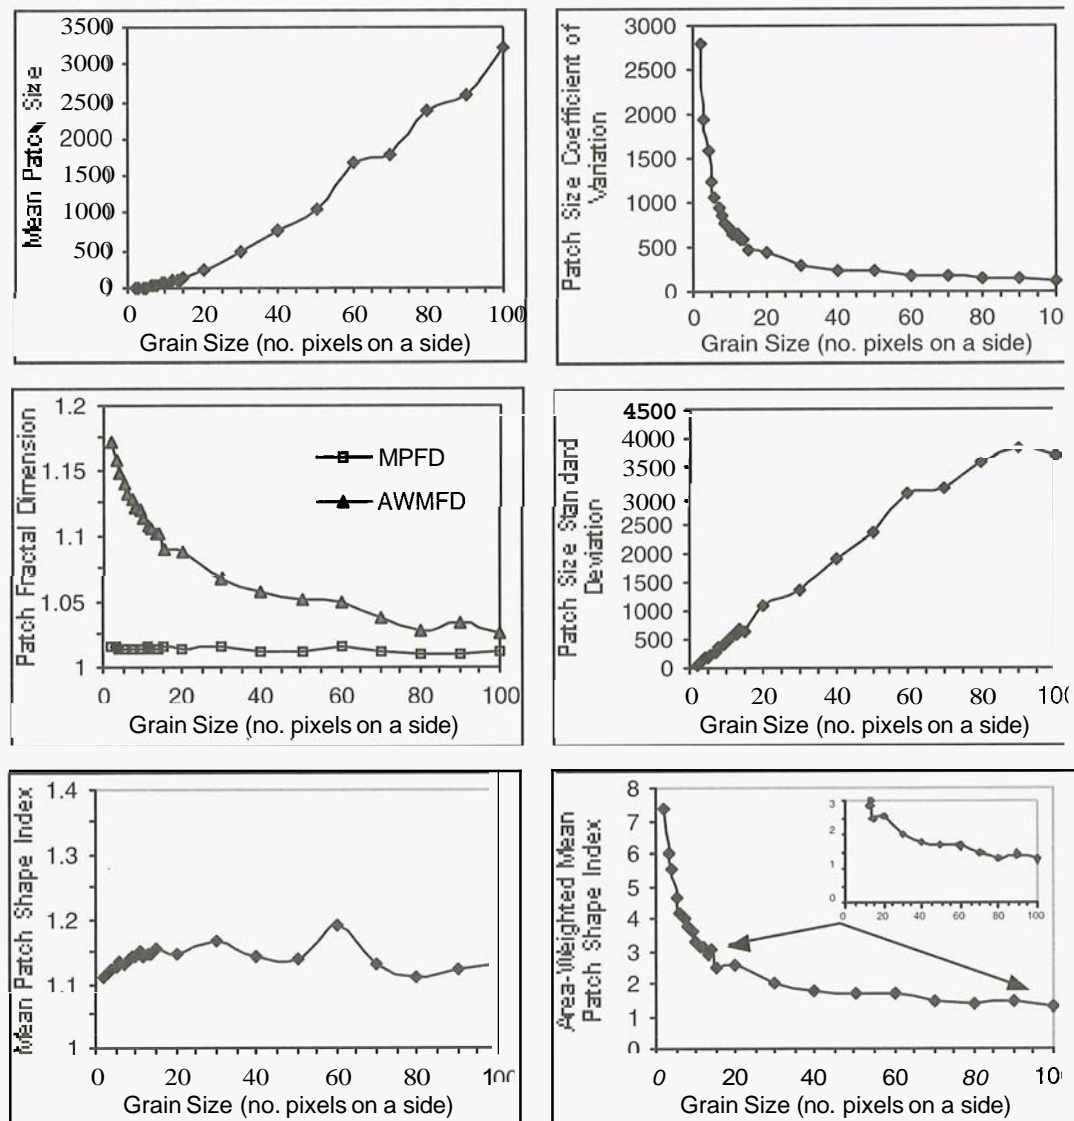 Mean Patch Size
3500
3000
2500
2000
1500
1000
500
0
0 20 40 60 80 100
Grain Size (no. pixels on a side)
Patch Size Coefficient of
Variation
3000
2500
2000
1500
1000
500
0
0 20 40 60 80 10
Grain Size (no. pixels on a side)
Patch Fractal Dimension
1.2
1.15
1.1
1.05
1
MPFD
AWMFD
0 20 40 60 80 100
Grain Size (no. pixels on a side)
Patch Size Standard
Deviation
4500
4000
3500
3000
2500
2000
1500
1000
500
0
0 20 40 60 80 100
Grain Size (no. pixels on a side)
Mean Patch Shape Index
1.4
1.3
1.2
1.1
1
0 20 40 60 80 100
Grain Size (no. pixels on a side)
Area-Weighted Mean
Patch Shape Index
8
7
6
5
4
3
2
1
0
3
2
1
0
0 20 40 60 80 100
0 20 40 60 80 100
Grain Size (no. pixels on a side)